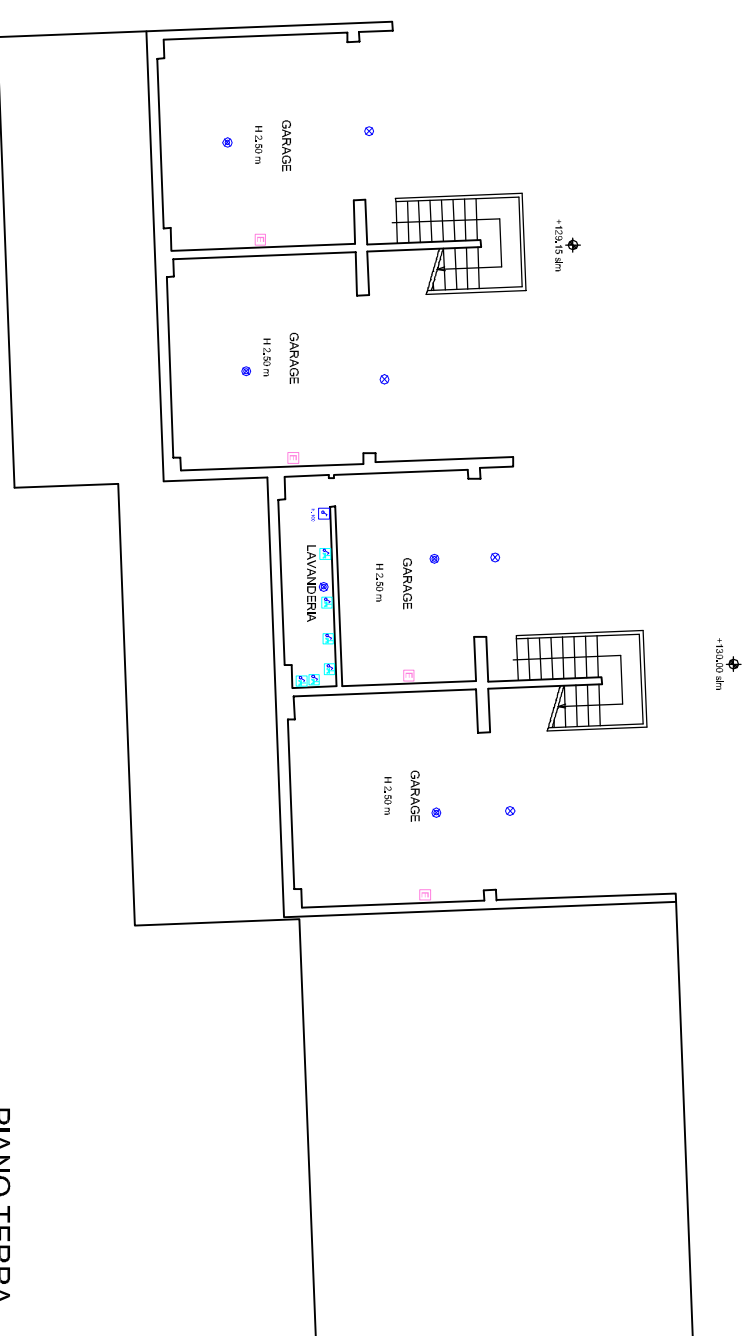 GARAGE
H 2.50 m
+129.15 slm
GARAGE
H 2.50 m
E
E
LAVANDERIA
GARAGE
H 2.50 m
E
+130.00 slm
GARAGE
H 2.50 m
E
PIANO TERRA